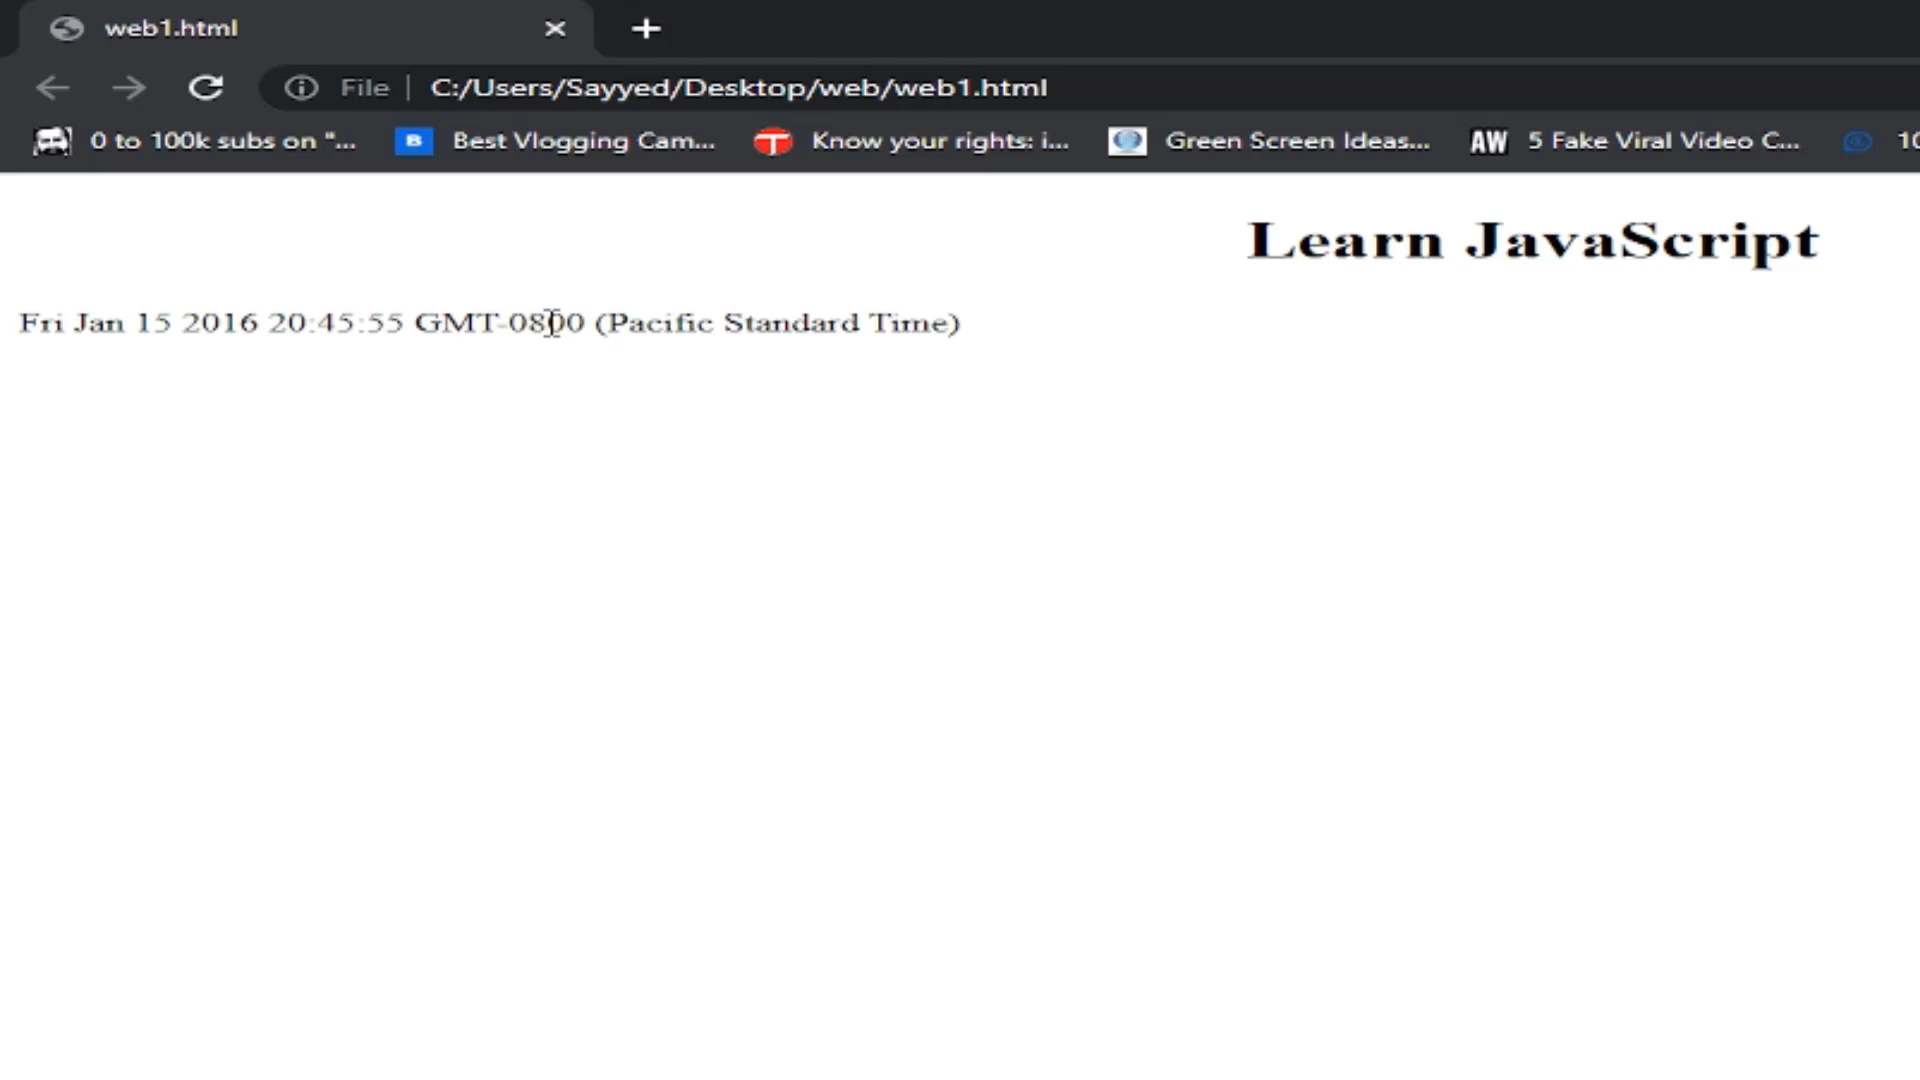 web1.html
File C:/Users/Sayyed/Desktop/web/web1.html
0 to 100k subs on "... B Best Vlogging Cam... T Know your rights: i... Green Screen Ideas... AW 5 Fake Viral Video C... 10
Learn JavaScript
Fri Jan 15 2016 20:45:55 GMT-0800 (Pacific Standard Time)